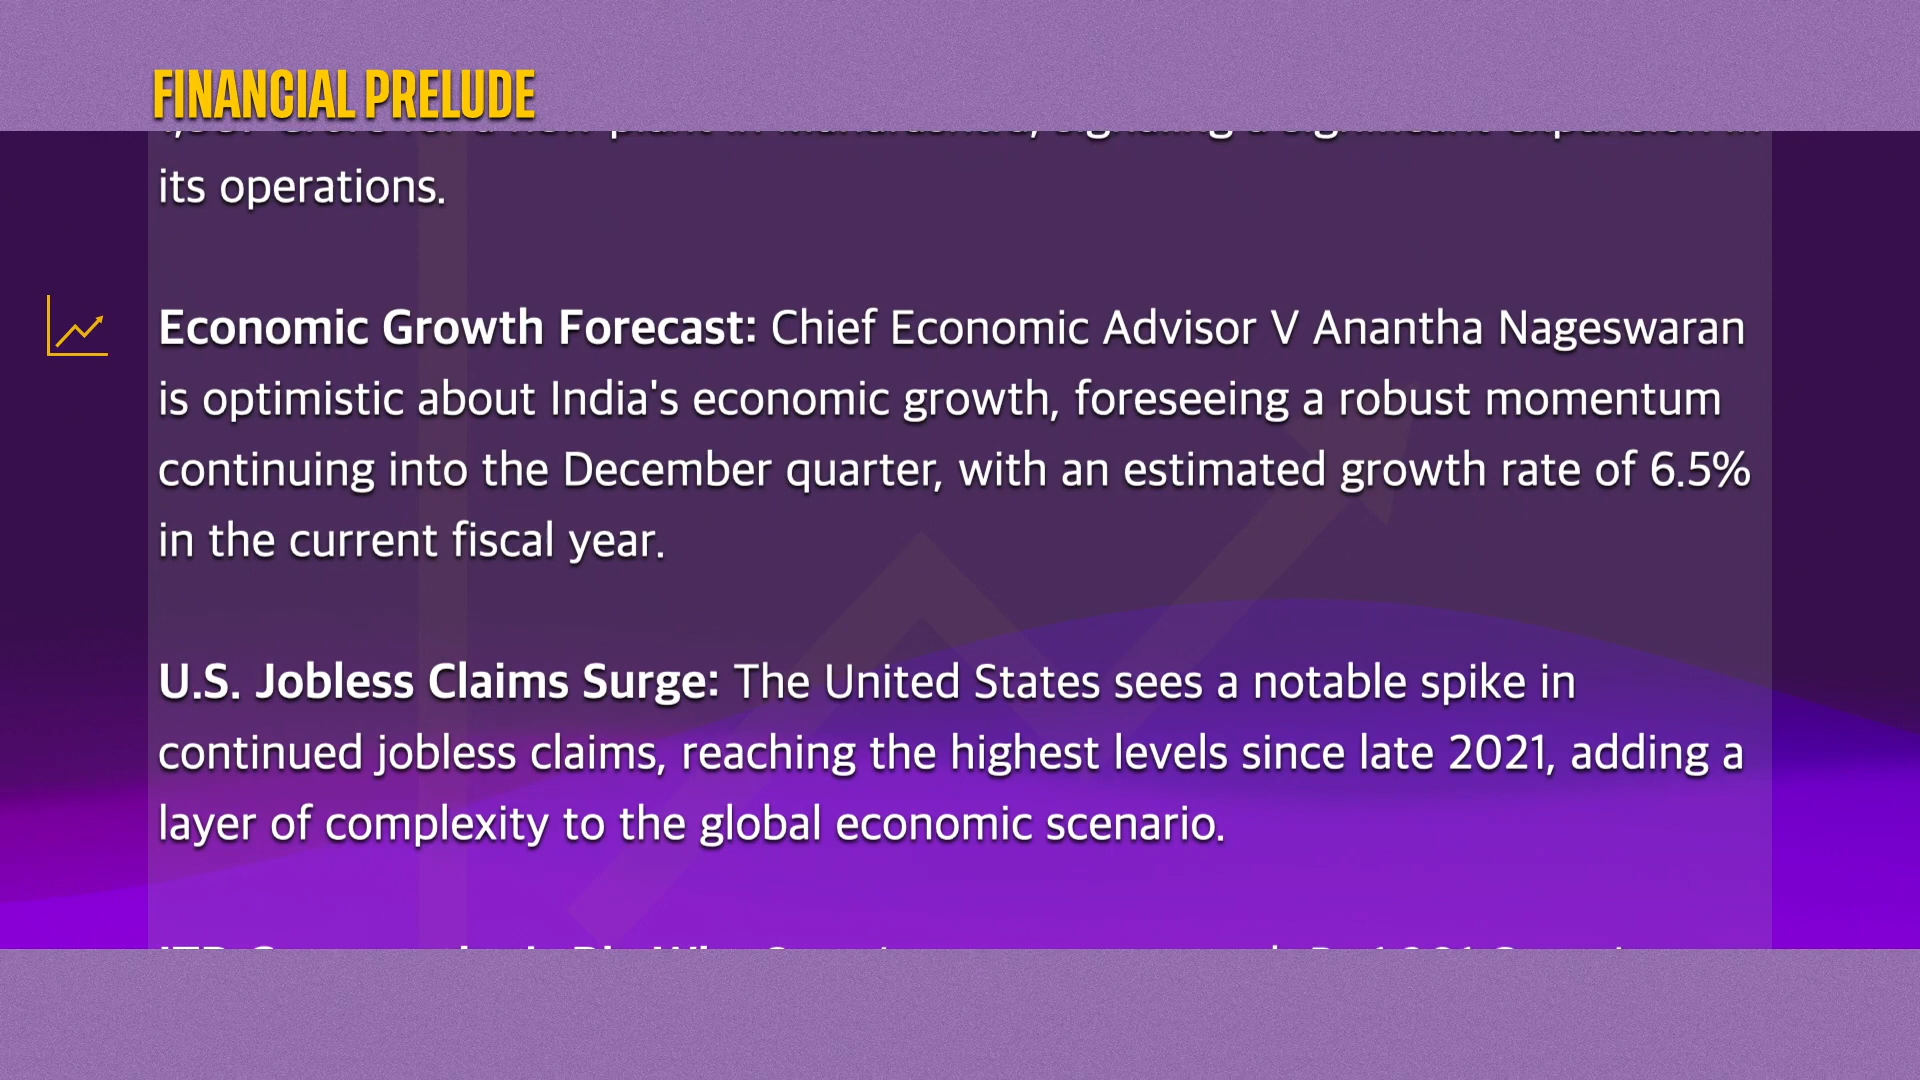 FINANCIAL PRELUDE
its operations.
Economic Growth Forecast: Chief Economic Advisor V Anantha Nageswaran
is optimistic about India's economic growth, foreseeing a robust momentum
continuing into the December quarter, with an estimated growth rate of 6.5%
in the current fiscal year.
U.S. Jobless Claims Surge: The United States sees a notable spike in
continued jobless claims, reaching the highest levels since late 2021, adding a
layer of complexity to the global economic scenario.